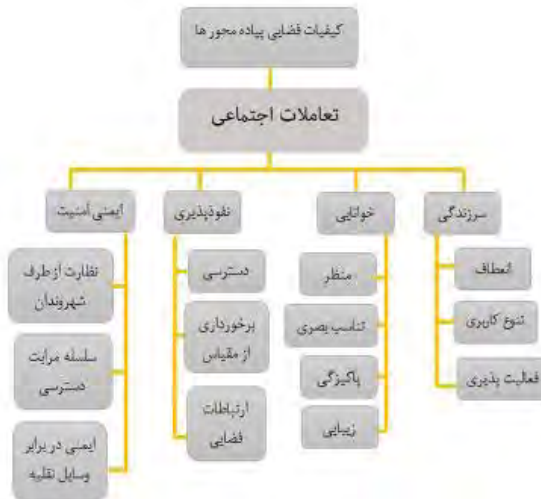 کیفیات فضایی پیاده محور ها
تعاملات اجتماعی
سرزندگی
خوانایی
نفوذپذیری
ایمنی امنیت
انعطاف
تنوع کاربری
فعالیت پذیری
منظر
تناسب بصری
پاکیزگی
زیبایی
دسترسی
برخورداری
از مقیاس
ارتباطات
فضایی
نظارت از طرف
شهروندان
سلسله مراتب
دسترسی
ایمنی در برابر
وسایل نقلیه